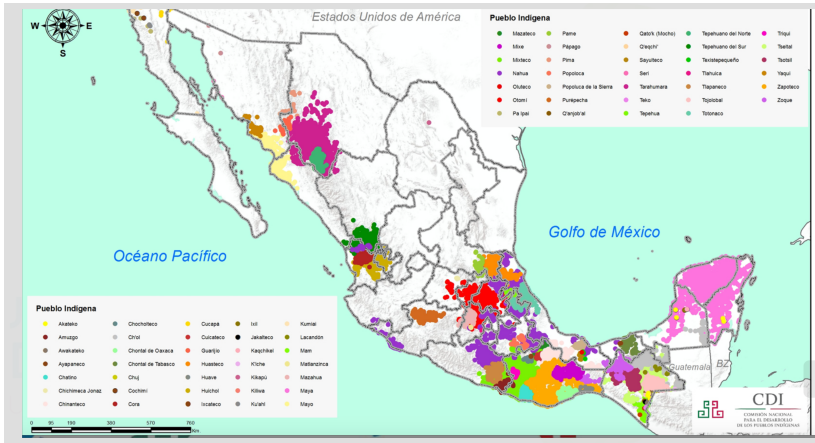 Estados Unidos de América
N
W E
S
Pueblo Indígena
Mazateco Pame Qato'k (Mocho) Tepehuano del Norte Triqui
Mixe Pápago Q'eqchi' Tepehuano del Sur Tseltal
Mixteco Pima Sayulteco Texistepequeño Tsotsil
Nahua Popoloca Seri Tlahuica Yaqui
Oluteco Popoluca de la Sierra Tarahumara Tlapaneco Zapoteco
Otomí Purépecha Teko Tojolobal Zoque
Pa ipai Q'anjob'al Tepehua Totonaco
Golfo de México
Océano Pacífico
Guatemala
BZ
Pueblo Indígena
Akateko Chocholteco Cucapa Ixil Kumiai
Amuzgo Ch'ol Cuicateco Jakalteco Lacandón
Awakateko Chontal de Oaxaca Guarijío Kaqchikel Mam
Ayapaneco Chontal de Tabasco Huasteco K'iche Matlatzinca
Chatino Chuj Huave Kikapú Mazahua
Chichimeca Jonaz Cochimí Huichol Kiliwa Maya
Chinanteco Cora Ixcateco Ku'ahl Mayo
0 95 190 380 570 760
Km
CDI
COMISIÓN NACIONAL
PARA EL DESARROLLO
DE LOS PUEBLOS INDÍGENAS